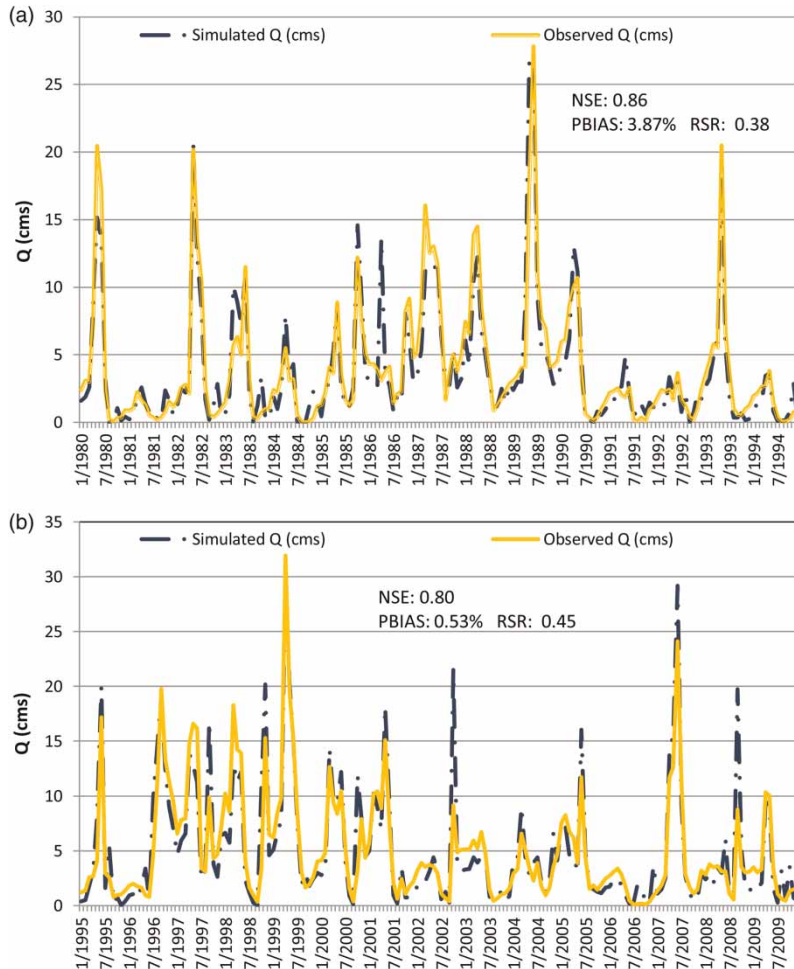 (a)
30
25
20
15
10
5
0
Q (cms)
Simulated Q (cms) Observed Q (cms)
NSE: 0.86
PBIAS: 3.87% RSR: 0.38
1/1980 7/1980 1/1981 7/1981 1/1982 7/1982 1/1983 7/1983 1/1984 7/1984 1/1985 7/1985 1/1986 7/1986 1/1987 7/1987 1/1988 7/1988 1/1989 7/1989 1/1990 7/1990 1/1991 7/1991 1/1992 7/1992 1/1993 7/1993 1/1994 7/1994
(b)
35
30
25
20
15
10
5
0
Q (cms)
Simulated Q (cms) Observed Q (cms)
NSE: 0.80
PBIAS: 0.53% RSR: 0.45
1/1995 7/1995 1/1996 7/1996 1/1997 7/1997 1/1998 7/1998 1/1999 7/1999 1/2000 7/2000 1/2001 7/2001 1/2002 7/2002 1/2003 7/2003 1/2004 7/2004 1/2005 7/2005 1/2006 7/2006 1/2007 7/2007 1/2008 7/2008 1/2009 7/2009